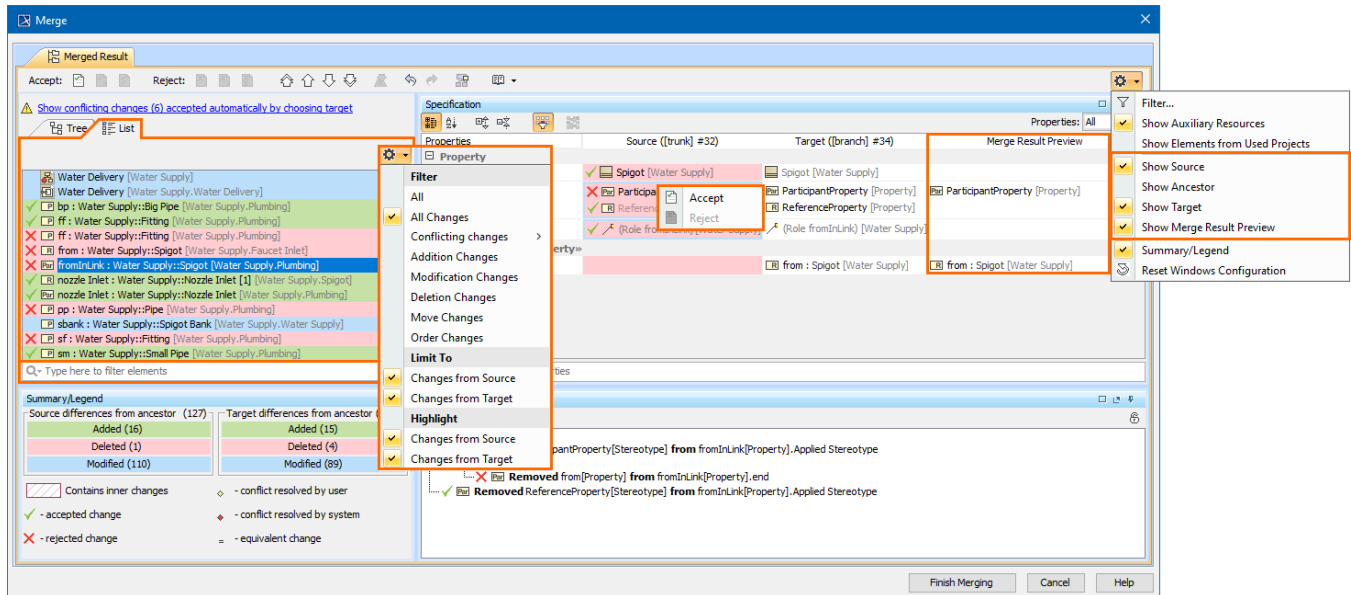 Merge
Merged Result
Accept:
Reject:
Show conflicting changes (6) accepted automatically by choosing target
Tree
List
Water Delivery [Water Supply]
Water Delivery [Water Supply.Water Delivery]
bp : Water Supply::Big Pipe [Water Supply.Plumbing]
ff : Water Supply::Fitting [Water Supply.Plumbing]
ff : Water Supply::Fitting [Water Supply.Plumbing]
from : Water Supply::Spigot [Water Supply.Faucet Inlet]
fromInLink : Water Supply::Spigot [Water Supply.Plumbing]
nozzle Inlet : Water Supply::Nozzle Inlet [1] [Water Supply.Spigot]
nozzle Inlet : Water Supply::Nozzle Inlet [Water Supply.Plumbing]
pp : Water Supply::Pipe [Water Supply.Plumbing]
sbank : Water Supply::Spigot Bank [Water Supply.Water Supply]
sf : Water Supply::Fitting [Water Supply.Plumbing]
sm : Water Supply::Small Pipe [Water Supply.Plumbing]
Type here to filter elements
Filter
All
All Changes
Conflicting changes >
Addition Changes
Modification Changes
Deletion Changes
Move Changes
Order Changes
Limit To
Changes from Source
Changes from Target
Highlight
Changes from Source
Changes from Target
Specification
Properties: All
Properties
Source ([trunk] #32)
Target ([branch] #34)
Merge Result Preview
Property
Spigot [Water Supply]
Spigot [Water Supply]
Participa
ParticipantProperty [Property]
ParticipantProperty [Property]
Referenc
ReferenceProperty [Property]
(Role fromInLink) [Water Supply]
(Role fromInLink) [Water Supply]
erty»
from : Spigot [Water Supply]
from : Spigot [Water Supply]
Accept
Reject
ties
Filter...
Show Auxiliary Resources
Show Elements from Used Projects
Show Source
Show Ancestor
Show Target
Show Merge Result Preview
Summary/Legend
Reset Windows Configuration
Summary/Legend
Source differences from ancestor (127)
Added (16)
Deleted (1)
Modified (110)
Target differences from ancestor (
Added (15)
Deleted (4)
Modified (89)
Contains inner changes
- conflict resolved by user
- accepted change
- conflict resolved by system
- rejected change
= - equivalent change
pantProperty[Stereotype] from fromInLink[Property].Applied Stereotype
Removed from[Property] from fromInLink[Property].end
Removed ReferenceProperty[Stereotype] from fromInLink[Property].Applied Stereotype
Finish Merging
Cancel
Help